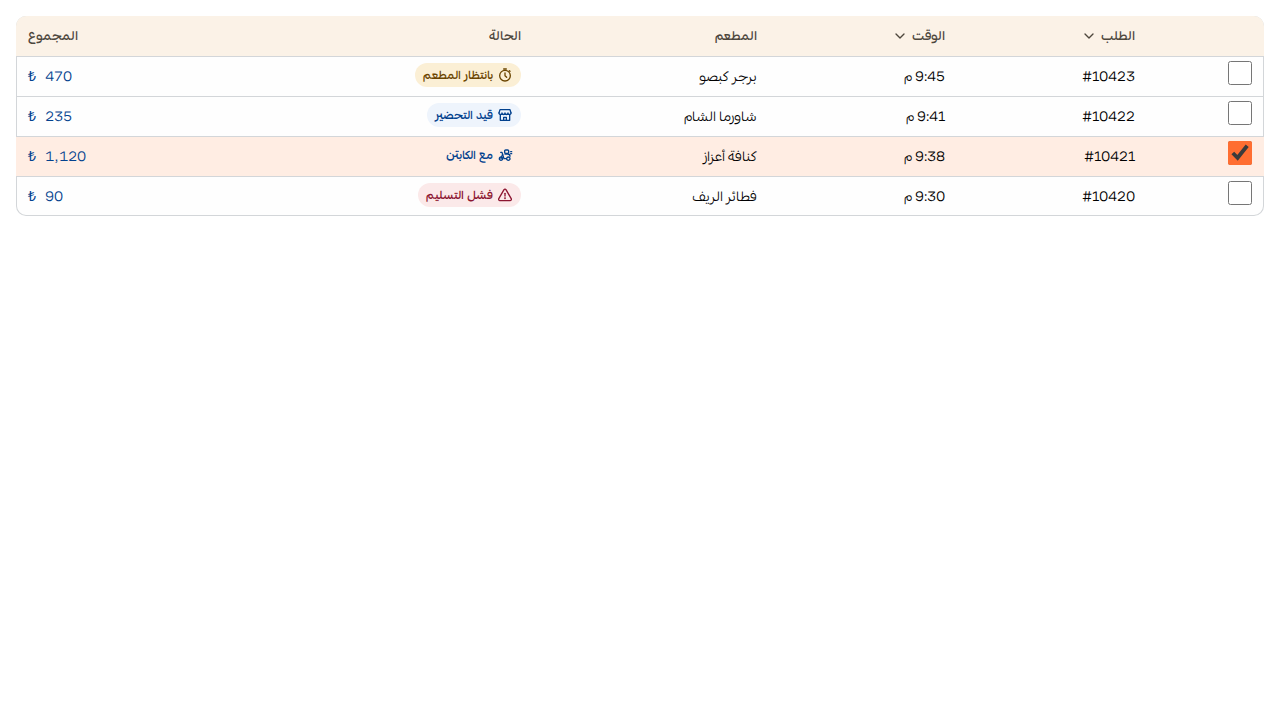 الطلب الوقت المطعم الحالة المجموع
#10423 9:45 م برجر كبصو بانتظار المطعم 470 ₺
#10422 9:41 م شاورما الشام قيد التحضير 235 ₺
#10421 9:38 م كنافة أعزاز مع الكابتن 1,120 ₺
#10420 9:30 م فطائر الريف فشل التسليم 90 ₺